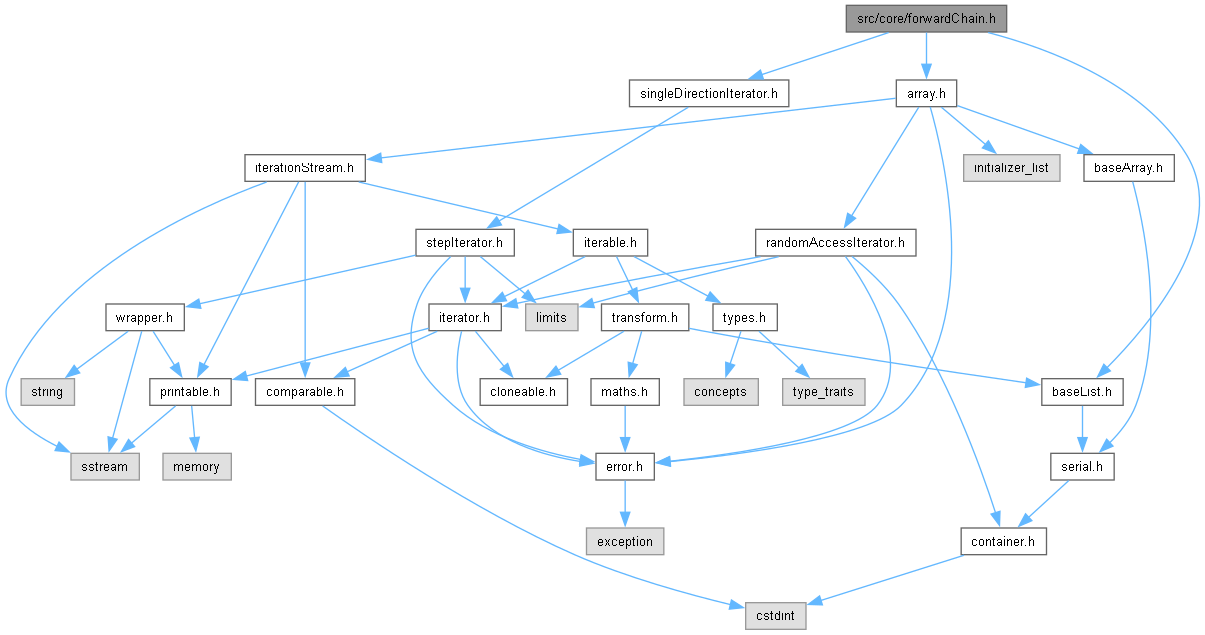 src/core/forwardChain.h
singleDirectionIterator.h
array.h
iterationStream.h
initializer_list
baseArray.h
stepIterator.h
iterable.h
randomAccessIterator.h
wrapper.h
iterator.h
limits
transform.h
types.h
string
printable.h
comparable.h
cloneable.h
maths.h
concepts
type_traits
baseList.h
sstream
memory
error.h
serial.h
exception
container.h
cstdint